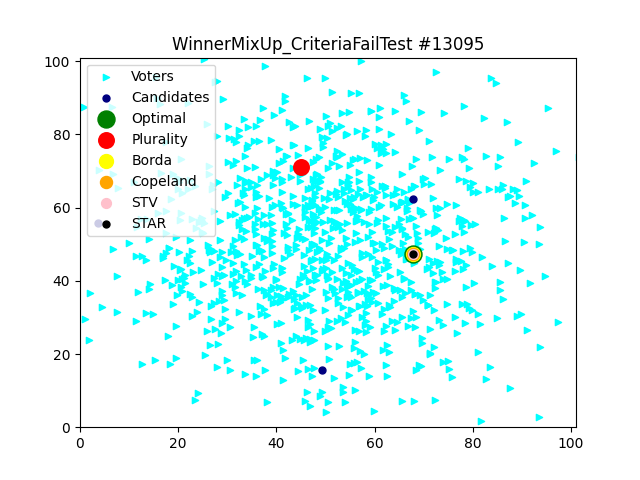 WinnerMixUp_CriteriaFailTest #13095
100
80
60
40
20
0
0
20
40
60
80
100
Voters
Candidates
Optimal
Plurality
Borda
Copeland
STV
STAR